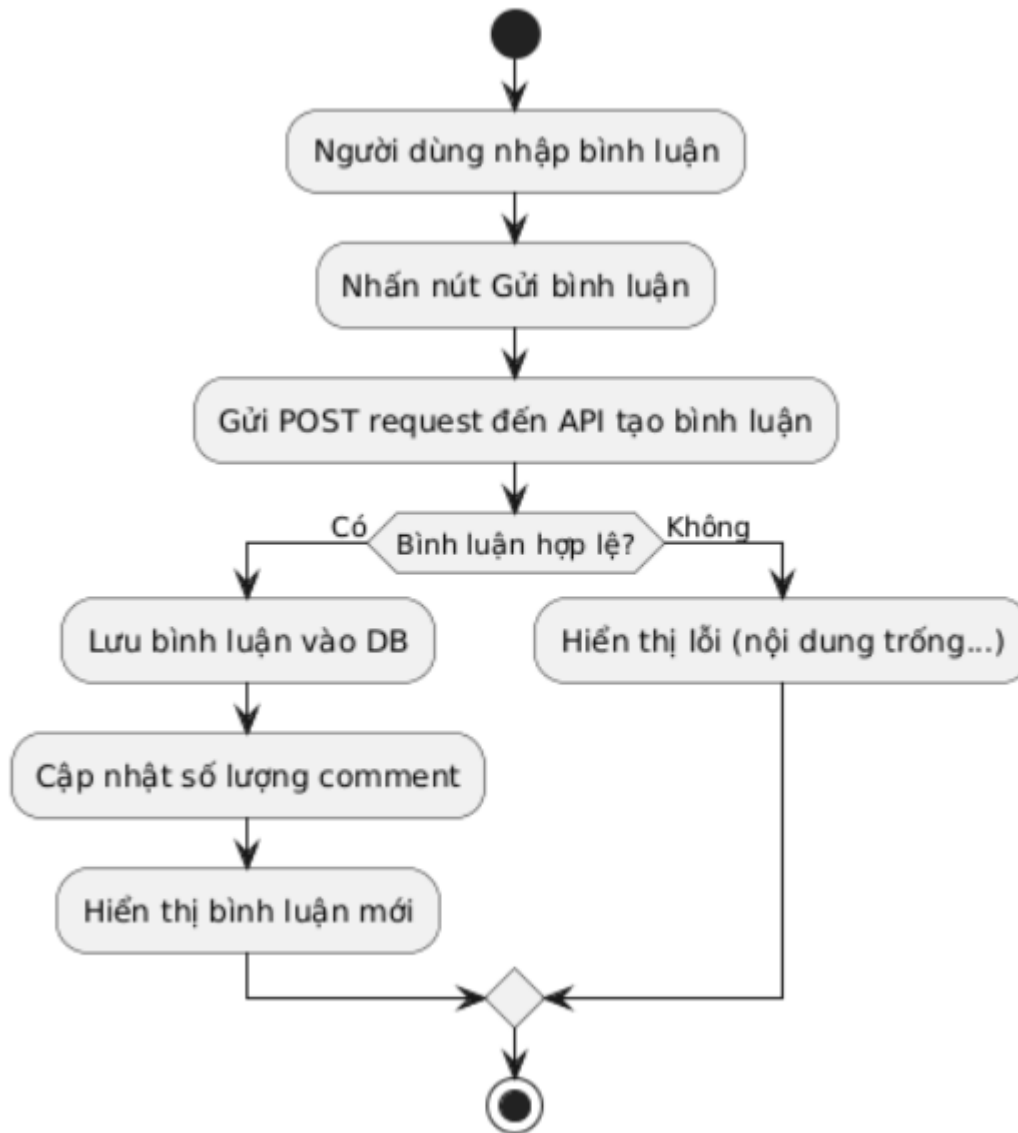 Người dùng nhập bình luận
Nhấn nút Gửi bình luận
Gửi POST request đến API tạo bình luận
Có
Bình luận hợp lệ?
Không
Lưu bình luận vào DB
Hiển thị lỗi (nội dung trống...)
Cập nhật số lượng comment
Hiển thị bình luận mới